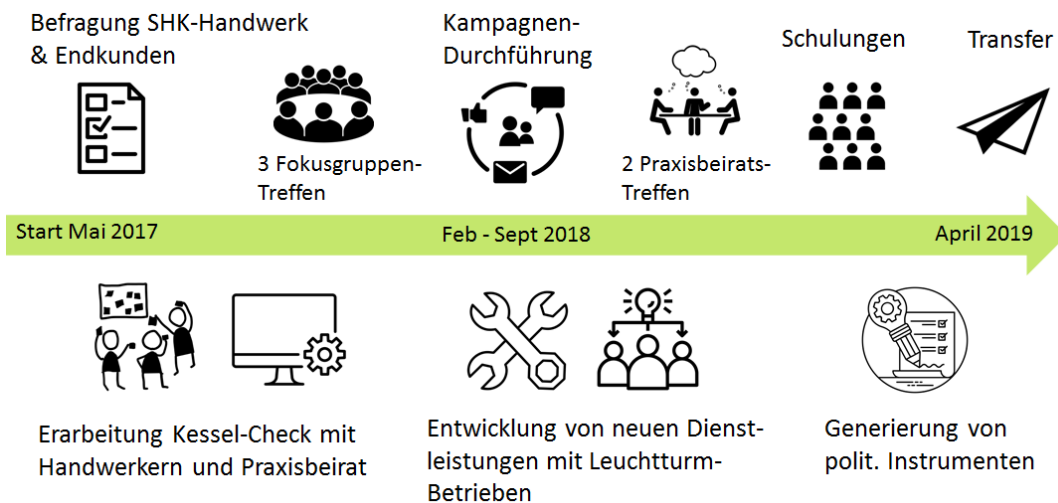 Befragung SHK-Handwerk
& Endkunden
3 Fokusgruppen-
Treffen
Kampagnen-
Durchführung
2 Praxisbeirats-
Treffen
Schulungen
Transfer
Start Mai 2017
Feb - Sept 2018
April 2019
Erarbeitung Kessel-Check mit
Handwerkern und Praxisbeirat
Entwicklung von neuen Dienst-
leistungen mit Leuchtturm-
Betrieben
Generierung von
polit. Instrumenten